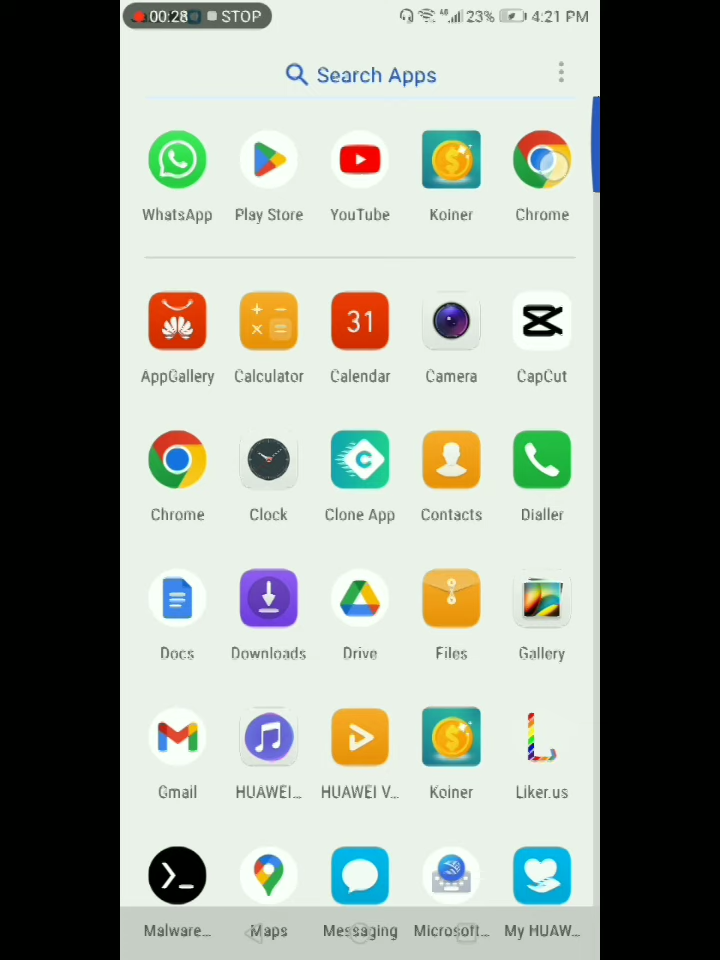 00:28 STOP 4G 23% 4:21 PM
Search Apps
WhatsApp Play Store YouTube Koiner Chrome
31
AppGallery Calculator Calendar Camera CapCut
Chrome Clock Clone App Contacts Dialler
Docs Downloads Drive Files Gallery
Gmail HUAWEI... HUAWEI V... Koiner Liker.us
Malware... Maps Messaging Microsoft... My HUAW...